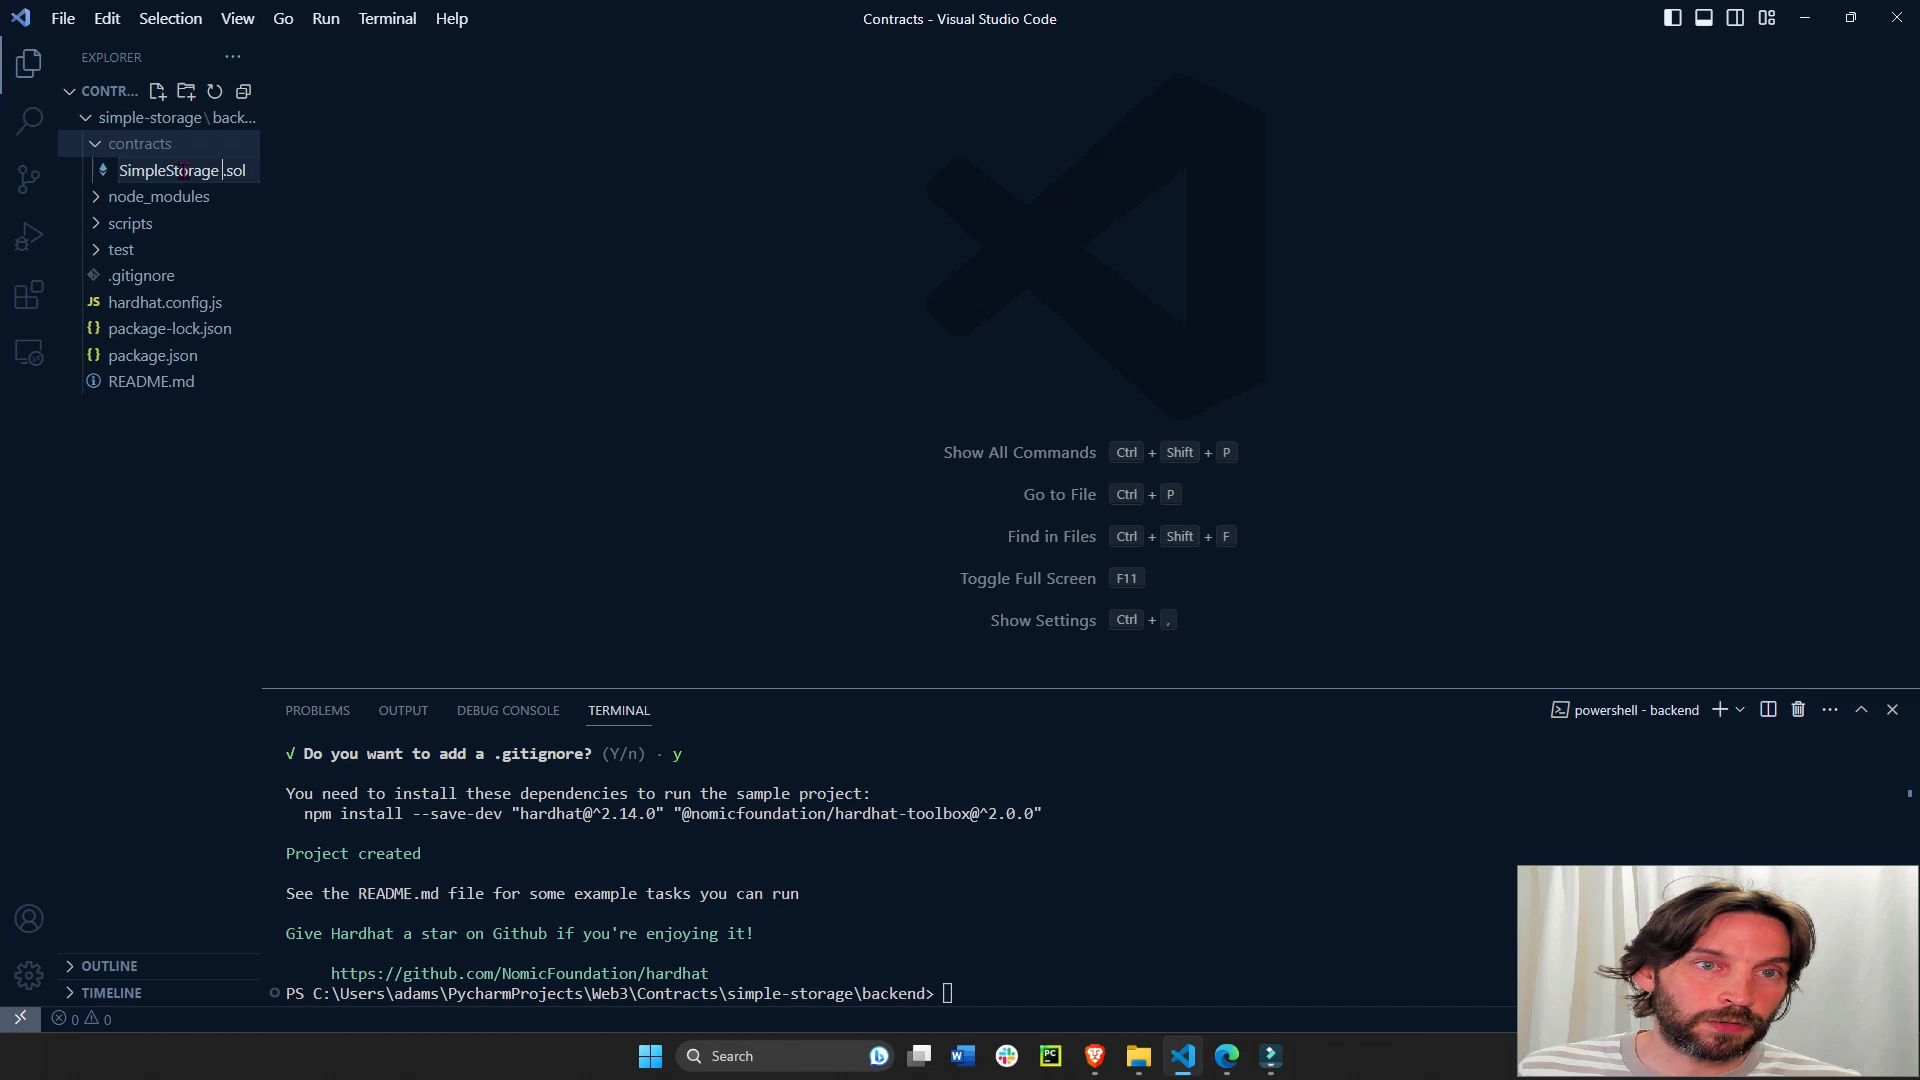 File Edit Selection View Go Run Terminal Help
Contracts - Visual Studio Code
EXPLORER
CONTR...
simple-storage\back...
contracts
SimpleStorage .sol
node_modules
scripts
test
.gitignore
JS hardhat.config.js
{} package-lock.json
{} package.json
README.md
Show All Commands Ctrl + Shift + P
Go to File Ctrl + P
Find in Files Ctrl + Shift + F
Toggle Full Screen F11
Show Settings Ctrl + ,
PROBLEMS OUTPUT DEBUG CONSOLE TERMINAL
powershell - backend
√ Do you want to add a .gitignore? (Y/n) · y
You need to install these dependencies to run the sample project:
npm install --save-dev "hardhat@^2.14.0" "@nomicfoundation/hardhat-toolbox@^2.0.0"
Project created
See the README.md file for some example tasks you can run
Give Hardhat a star on Github if you're enjoying it!
https://github.com/NomicFoundation/hardhat
PS C:\Users\adams\PycharmProjects\Web3\Contracts\simple-storage\backend>
OUTLINE
TIMELINE
0 0
Search
PC